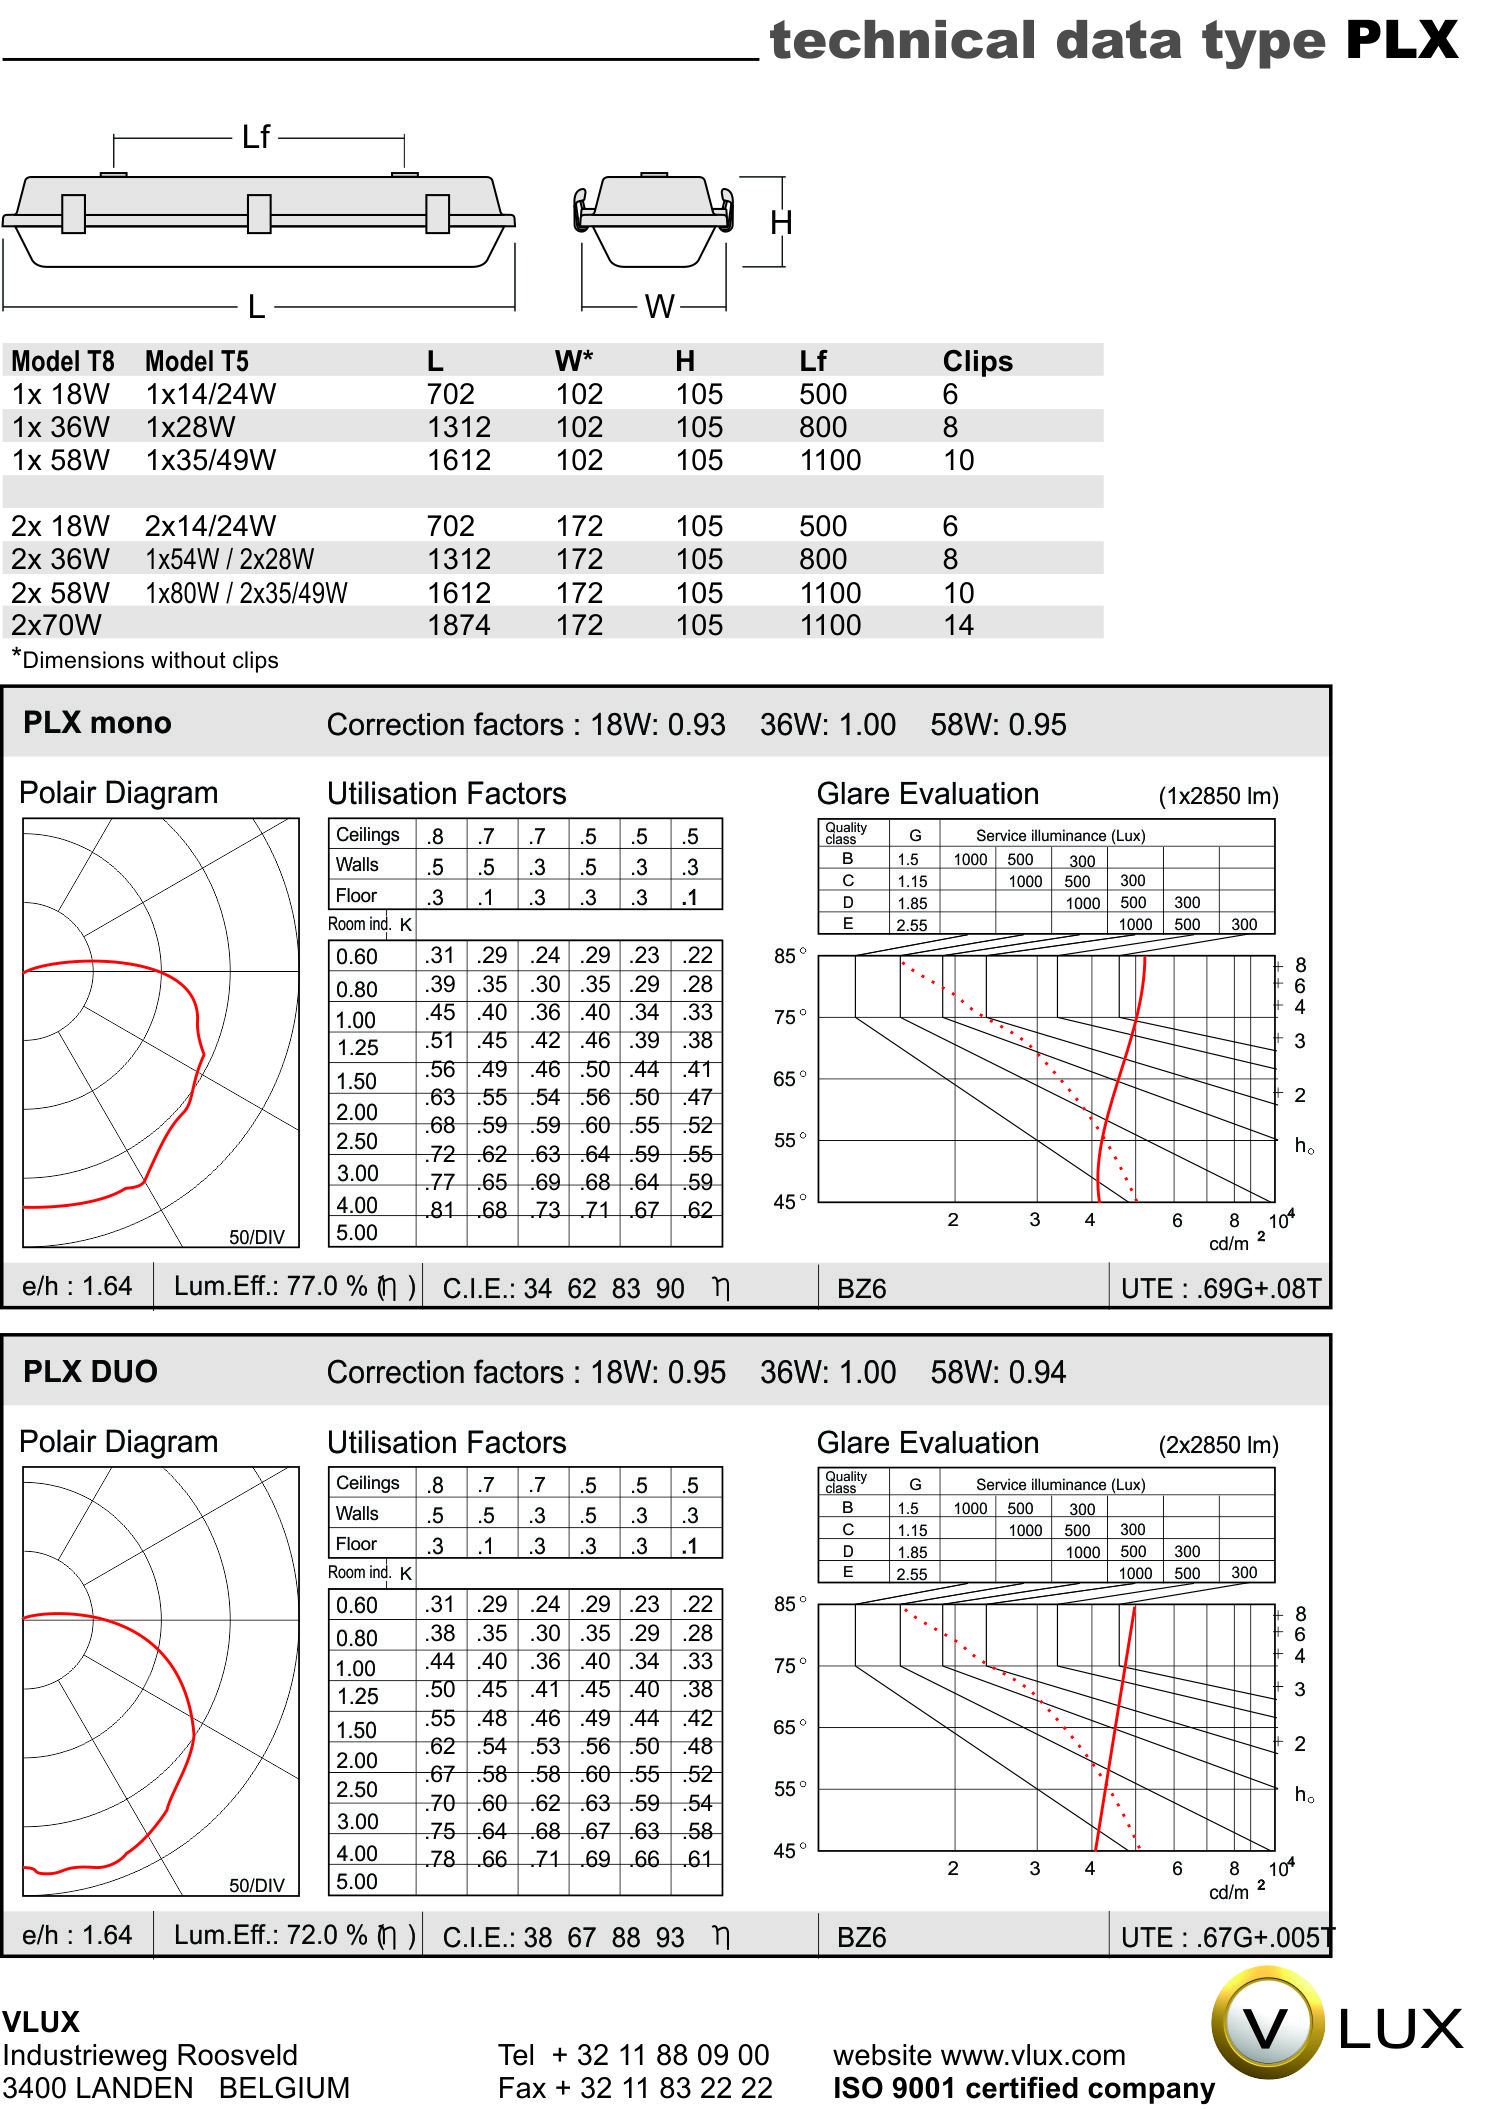 technical data type PLX
Lf
H
L
W
Model T8 Model T5 L W* H Lf Clips
1x 18W 1x14/24W 702 102 105 500 6
1x 36W 1x28W 1312 102 105 800 8
1x 58W 1x35/49W 1612 102 105 1100 10
2x 18W 2x14/24W 702 172 105 500 6
2x 36W 1x54W / 2x28W 1312 172 105 800 8
2x 58W 1x80W / 2x35/49W 1612 172 105 1100 10
2x70W 1874 172 105 1100 14
*Dimensions without clips
PLX mono Correction factors : 18W: 0.93 36W: 1.00 58W: 0.95
Polair Diagram
50/DIV
Utilisation Factors
Ceilings .8 .7 .7 .5 .5 .5
Walls .5 .5 .3 .5 .3 .3
Floor .3 .1 .3 .3 .3 .1
Room ind. K
0.60 .31 .29 .24 .29 .23 .22
0.80 .39 .35 .30 .35 .29 .28
1.00 .45 .40 .36 .40 .34 .33
1.25 .51 .45 .42 .46 .39 .38
1.50 .56 .49 .46 .50 .44 .41
2.00 .63 .55 .54 .56 .50 .47
2.50 .68 .59 .59 .60 .55 .52
3.00 .72 .62 .63 .64 .59 .55
4.00 .77 .65 .69 .68 .64 .59
5.00 .81 .68 .73 .71 .67 .62
Glare Evaluation (1x2850 lm)
Quality class G Service illuminance (Lux)
B 1.5 1000 500 300
C 1.15 1000 500 300
D 1.85 1000 500 300
E 2.55 1000 500 300
85°
75°
65°
55°
45°
8
6
4
3
2
h○
2 3 4 6 8 10⁴
cd/m ²
e/h : 1.64 Lum.Eff.: 77.0 % (η ) C.I.E.: 34 62 83 90 η BZ6 UTE : .69G+.08T
PLX DUO Correction factors : 18W: 0.95 36W: 1.00 58W: 0.94
Polair Diagram
50/DIV
Utilisation Factors
Ceilings .8 .7 .7 .5 .5 .5
Walls .5 .5 .3 .5 .3 .3
Floor .3 .1 .3 .3 .3 .1
Room ind. K
0.60 .31 .29 .24 .29 .23 .22
0.80 .38 .35 .30 .35 .29 .28
1.00 .44 .40 .36 .40 .34 .33
1.25 .50 .45 .41 .45 .40 .38
1.50 .55 .48 .46 .49 .44 .42
2.00 .62 .54 .53 .56 .50 .48
2.50 .67 .58 .58 .60 .55 .52
3.00 .70 .60 .62 .63 .59 .54
4.00 .75 .64 .68 .67 .63 .58
5.00 .78 .66 .71 .69 .66 .61
Glare Evaluation (2x2850 lm)
Quality class G Service illuminance (Lux)
B 1.5 1000 500 300
C 1.15 1000 500 300
D 1.85 1000 500 300
E 2.55 1000 500 300
85°
75°
65°
55°
45°
8
6
4
3
2
h○
2 3 4 6 8 10⁴
cd/m ²
e/h : 1.64 Lum.Eff.: 72.0 % (η ) C.I.E.: 38 67 88 93 η BZ6 UTE : .67G+.005T
VLUX
Industrieweg Roosveld Tel + 32 11 88 09 00 website www.vlux.com
3400 LANDEN BELGIUM Fax + 32 11 83 22 22 ISO 9001 certified company
V LUX